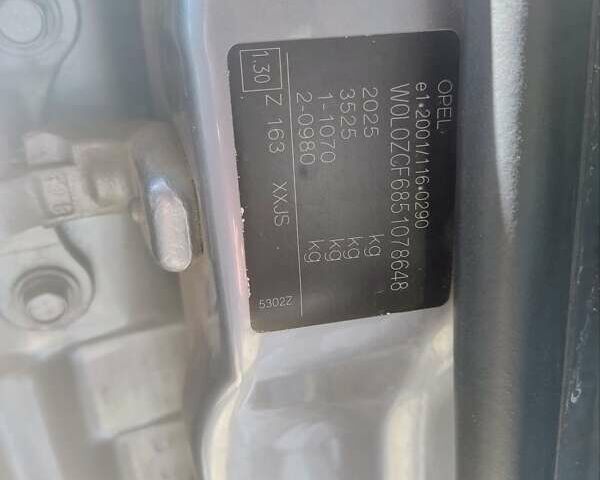 OPEL
e1*2001/116*0290
W0L0ZCF6851078648
2025 kg
3525 kg
1-1070 kg
2-0980 kg
1.30 Z 163 XXJS
5302Z